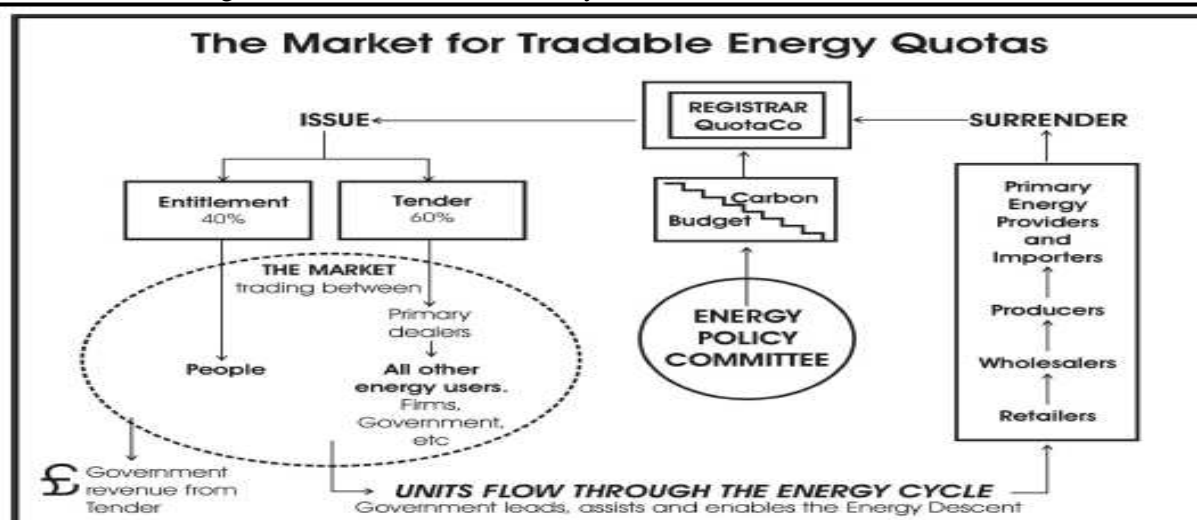 The Market for Tradable Energy Quotas
ISSUE
REGISTRAR
QuotaCo
SURRENDER
Entitlement
40%
Tender
60%
Carbon
Budget
Primary
Energy
Providers
and
Importers
Producers
Wholesalers
Retailers
THE MARKET
trading between
Primary
dealers
People
All other
energy users.
Firms,
Government,
etc
ENERGY
POLICY
COMMITTEE
£ Government
revenue from
Tender
UNITS FLOW THROUGH THE ENERGY CYCLE
Government leads, assists and enables the Energy Descent